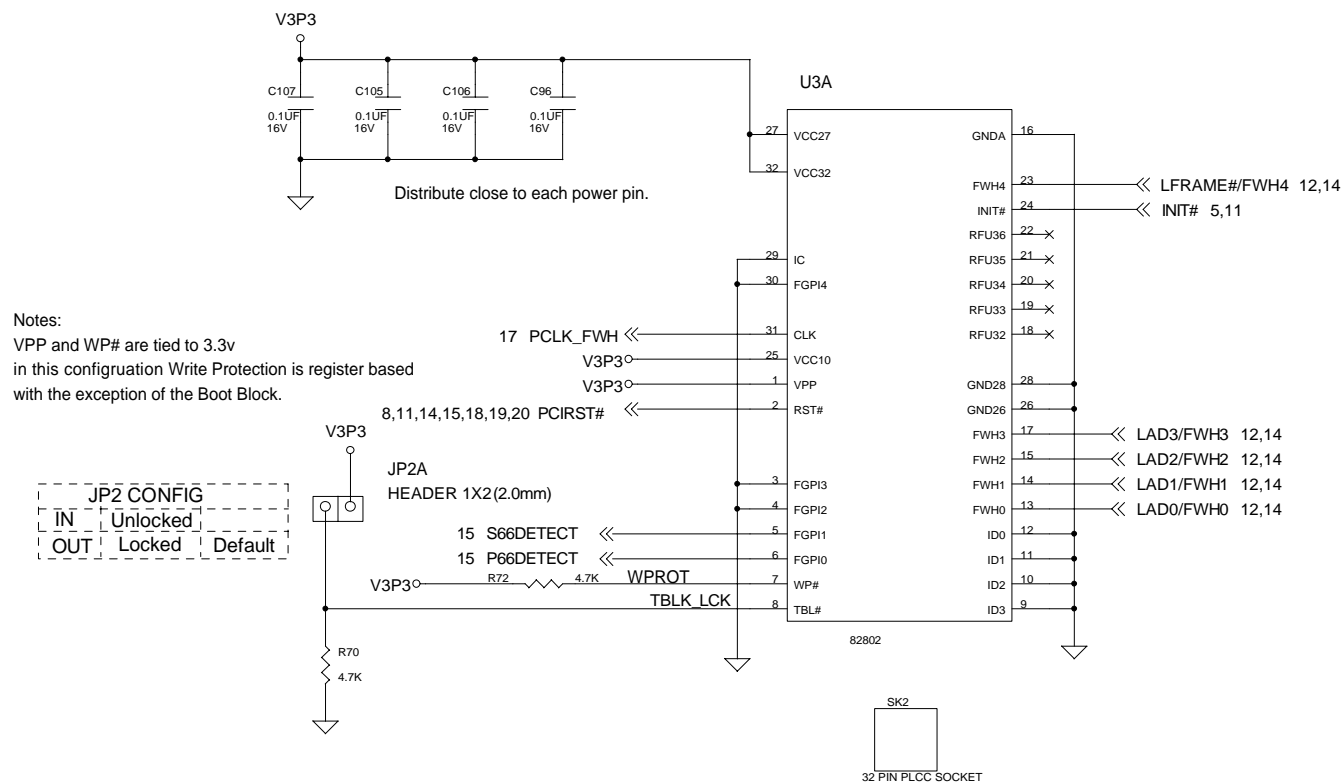 V3P3
C107
0.1UF
16V
C105
0.1UF
16V
C106
0.1UF
16V
C96
0.1UF
16V
Distribute close to each power pin.
U3A
27 VCC27
32 VCC32
29 IC
30 FGPI4
17 PCLK_FWH 31 CLK
V3P3 25 VCC10
V3P3 1 VPP
8,11,14,15,18,19,20 PCIRST# 2 RST#
3 FGPI3
4 FGPI2
15 S66DETECT 5 FGPI1
15 P66DETECT 6 FGPI0
V3P3 R72 4.7K WPROT 7 WP#
TBLK_LCK 8 TBL#
GNDA 16
FWH4 23 LFRAME#/FWH4 12,14
INIT# 24 INIT# 5,11
RFU36 22
RFU35 21
RFU34 20
RFU33 19
RFU32 18
GND28 28
GND26 26
FWH3 17 LAD3/FWH3 12,14
FWH2 15 LAD2/FWH2 12,14
FWH1 14 LAD1/FWH1 12,14
FWH0 13 LAD0/FWH0 12,14
ID0 12
ID1 11
ID2 10
ID3 9
82802
Notes:
VPP and WP# are tied to 3.3v
in this configruation Write Protection is register based
with the exception of the Boot Block.
V3P3
JP2A
HEADER 1X2(2.0mm)
JP2 CONFIG
IN Unlocked
OUT Locked Default
R70
4.7K
SK2
32 PIN PLCC SOCKET